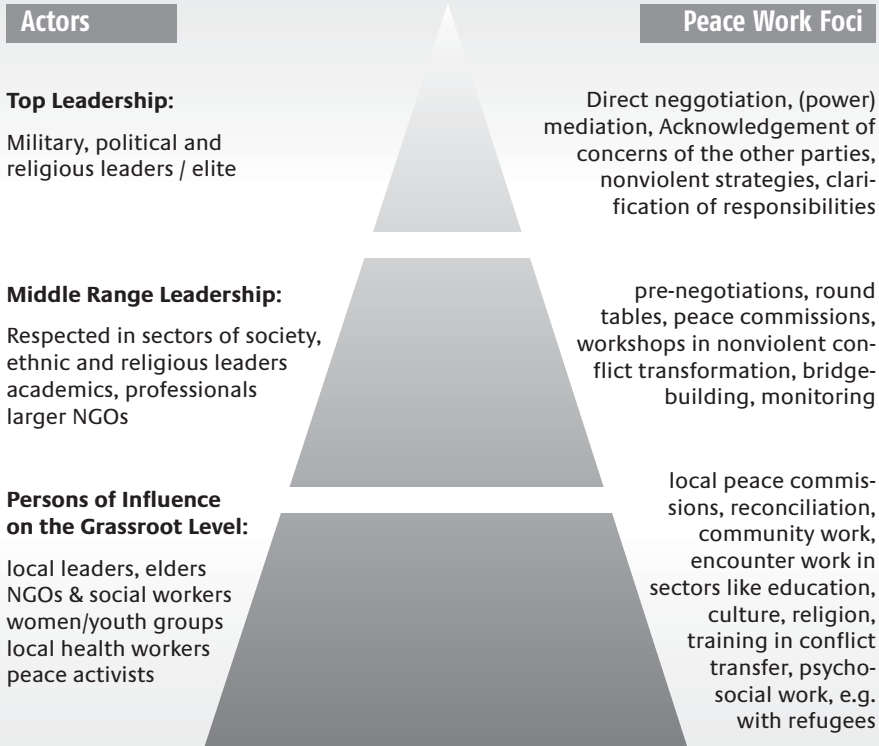 Actors
Peace Work Foci
Top Leadership:
Military, political and
religious leaders / elite
Direct neggotiation, (power)
mediation, Acknowledgement of
concerns of the other parties,
nonviolent strategies, clari-
fication of responsibilities
Middle Range Leadership:
Respected in sectors of society,
ethnic and religious leaders
academics, professionals
larger NGOs
pre-negotiations, round
tables, peace commissions,
workshops in nonviolent con-
flict transformation, bridge-
building, monitoring
Persons of Influence
on the Grassroot Level:
local leaders, elders
NGOs & social workers
women/youth groups
local health workers
peace activists
local peace commis-
sions, reconciliation,
community work,
encounter work in
sectors like education,
culture, religion,
training in conflict
transfer, psycho-
social work, e.g.
with refugees